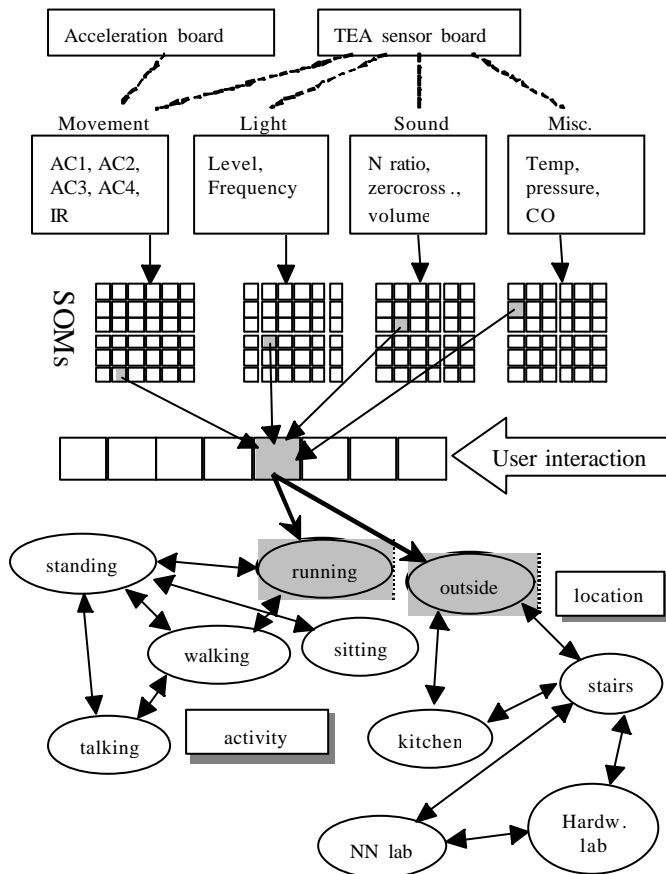 Acceleration board
TEA sensor board
Movement
Light
Sound
Misc.
AC1, AC2,
AC3, AC4,
IR
Level,
Frequency
N ratio,
zerocross.,
volume
Temp,
pressure,
CO
SOMs
User interaction
standing
running
outside
location
walking
sitting
stairs
talking
activity
kitchen
NN lab
Hardw.
lab